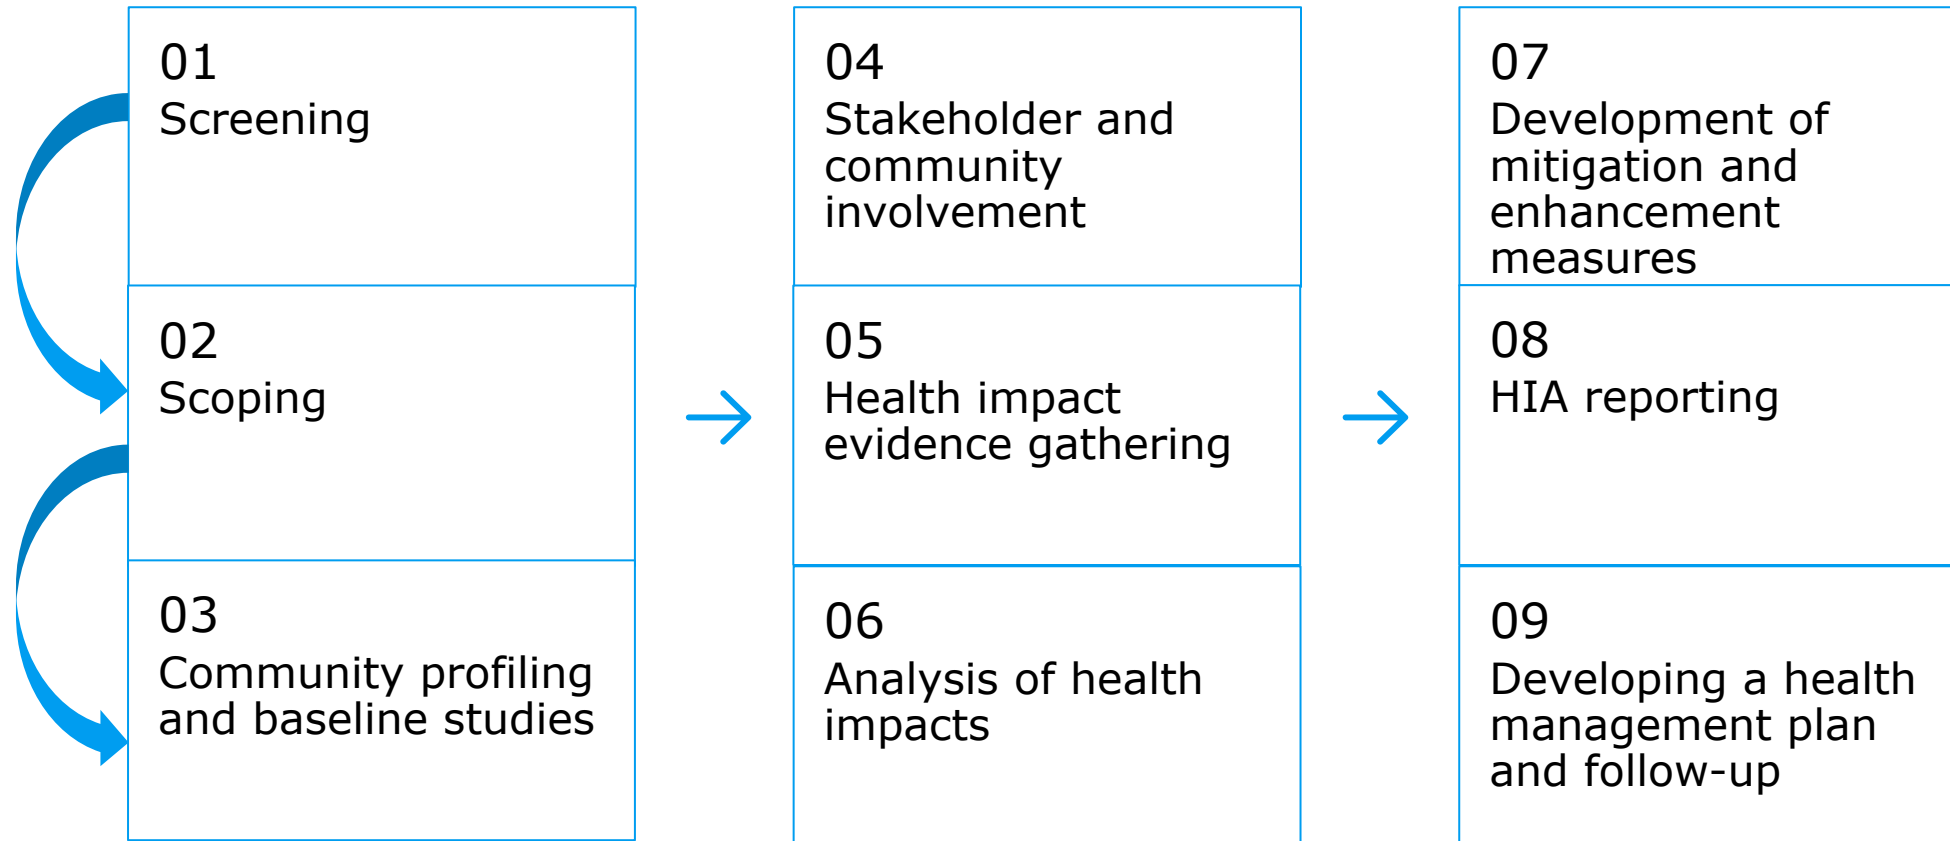 01
Screening
02
Scoping
03
Community profiling
and baseline studies
04
Stakeholder and
community
involvement
05
Health impact
evidence gathering
06
Analysis of health
impacts
07
Development of
mitigation and
enhancement
measures
08
HIA reporting
09
Developing a health
management plan
and follow-up